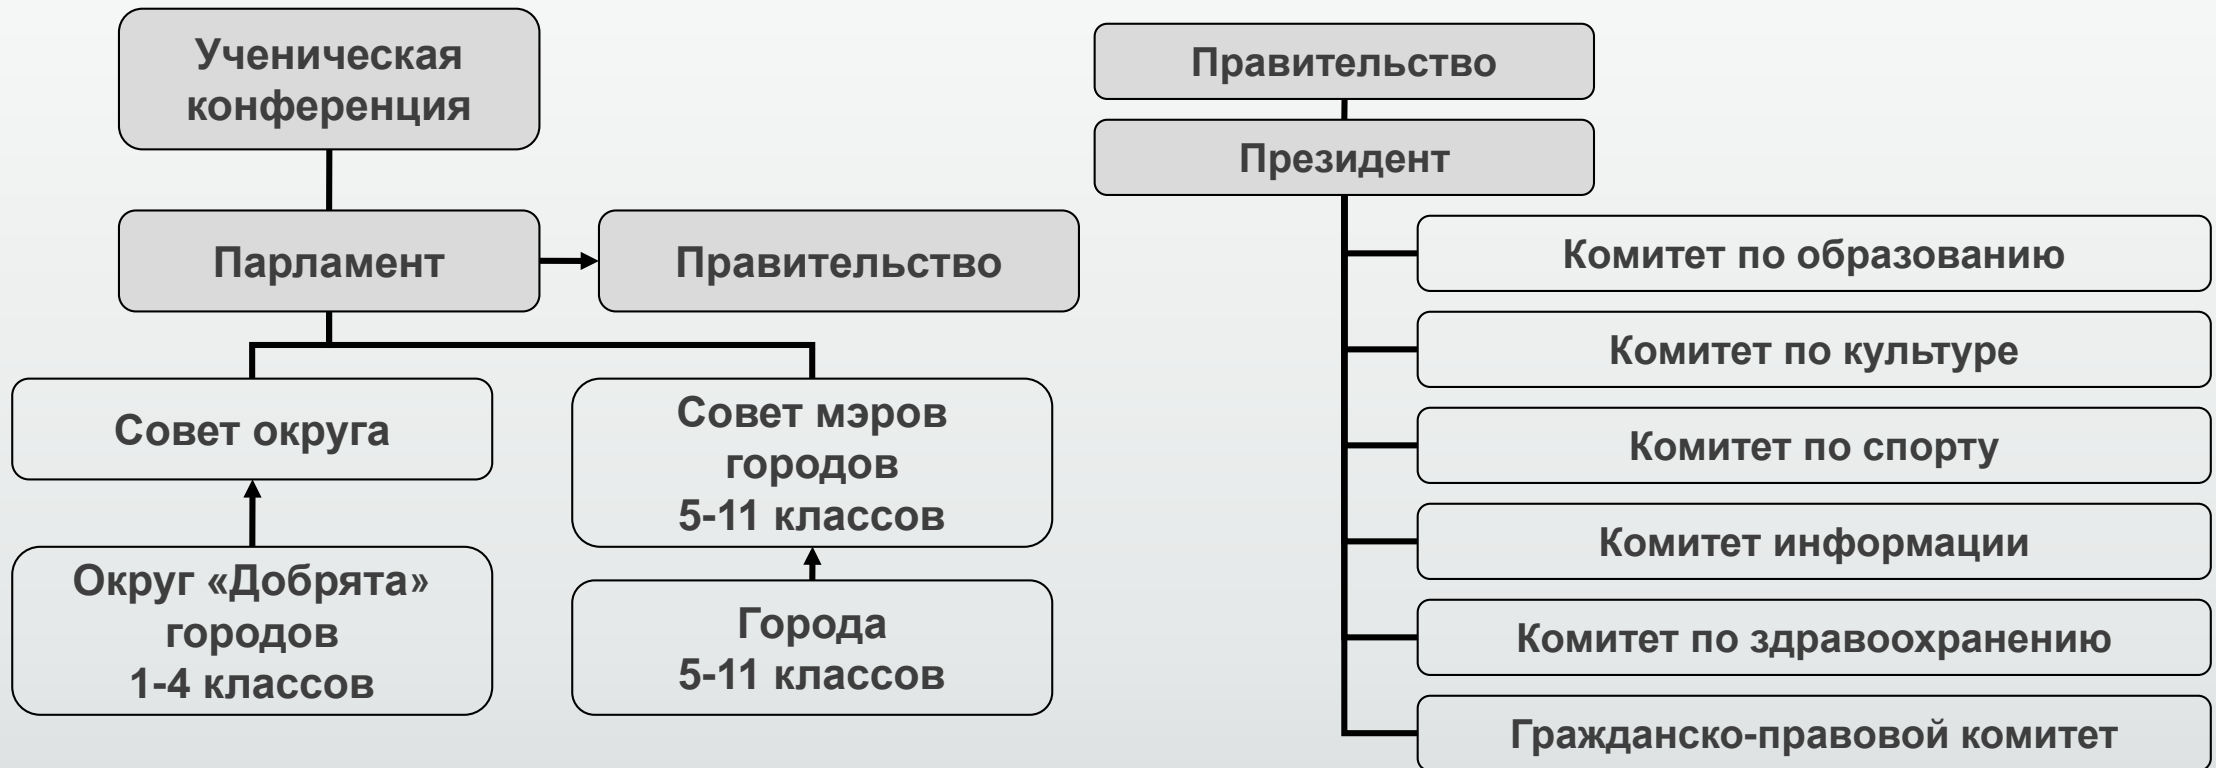 Ученическая
конференция
Парламент
Правительство
Совет округа
Совет мэров
городов
5-11 классов
Округ «Добрята»
городов
1-4 классов
Города
5-11 классов
Правительство
Президент
Комитет по образованию
Комитет по культуре
Комитет по спорту
Комитет информации
Комитет по здравоохранению
Гражданско-правовой комитет